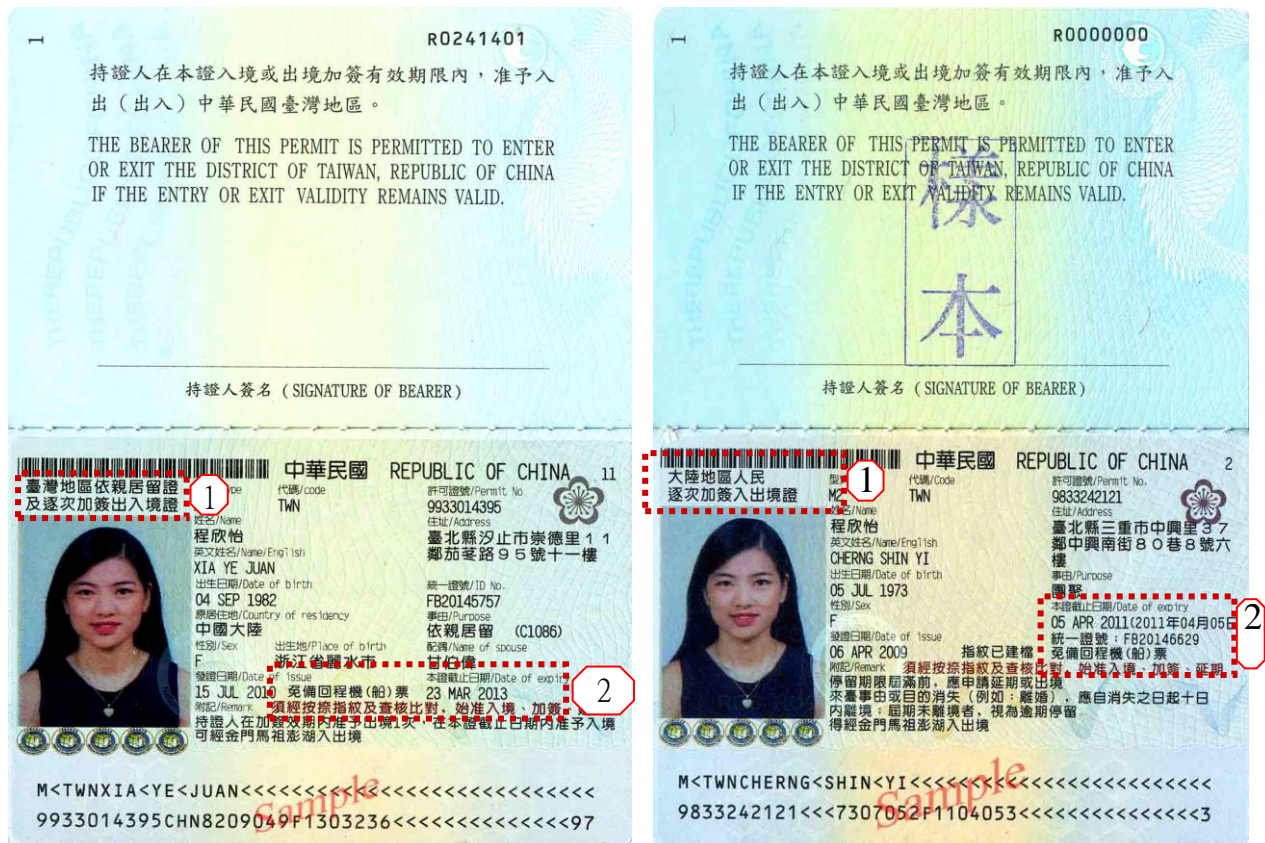 1
R0241401
持證人在本證入境或出境加簽有效期限內,准予入
出(出入)中華民國臺灣地區。
THE BEARER OF THIS PERMIT IS PERMITTED TO ENTER
OR EXIT THE DISTRICT OF TAIWAN, REPUBLIC OF CHINA
IF THE ENTRY OR EXIT VALIDITY REMAINS VALID.
持證人簽名 (SIGNATURE OF BEARER)
臺灣地區依親居留證
及逐次加簽出入境證
1
中華民國 REPUBLIC OF CHINA 11
代碼/code
TWN
許可證號/Permit No
9933014395
姓名/Name
程欣怡
住址/Address
臺北縣汐止市崇德里11
鄰茄苳路95號十一樓
英文姓名/Name/English
XIA YE JUAN
出生日期/Date of birth
04 SEP 1982
統一證號/ID No.
FB20145757
原居住地/Country of residency
中國大陸
事由/Purpose
依親居留 (C1086)
性別/Sex
F
出生地/Place of birth
浙江省麗水市
配偶/Name of spouse
發證日期/Date of issue
15 JUL 2010 免備回程機(船)票
本證截止日期/Date of expiry
23 MAR 2013
2
附記/Remark 須經按捺指紋及查核比對,始准入境、加簽
持證人在加簽效期內准予出境1次,在本證截止日期內准予入境
可經金門馬祖澎湖入出境
Sample
M<TWNXIA<YE<JUAN<<<<<<<<<<<<<<<<<<<<
9933014395CHN8209049F1303236<<<<<<<<<<<<<<97
1
R0000000
持證人在本證入境或出境加簽有效期限內,准予入
出(出入)中華民國臺灣地區。
THE BEARER OF THIS PERMIT IS PERMITTED TO ENTER
OR EXIT THE DISTRICT OF TAIWAN, REPUBLIC OF CHINA
IF THE ENTRY OR EXIT VALIDITY REMAINS VALID.
樣
本
持證人簽名 (SIGNATURE OF BEARER)
大陸地區人民
逐次加簽入出境證
1
中華民國 REPUBLIC OF CHINA 2
M2
代碼/code
TWN
許可證號/Permit No.
9833242121
姓名/Name
程欣怡
住址/Address
臺北縣三重市中興里37
鄰中興南街80巷8號六
樓
英文姓名/Name/English
CHERNG SHIN YI
出生日期/Date of birth
05 JUL 1973
事由/Purpose
團聚
性別/Sex
F
本證截止日期/Date of expiry
05 APR 2011(2011年04月05日
統一證號:FB20146629
免備回程機(船)票
2
發證日期/Date of issue
06 APR 2009 指紋已建檔
附記/Remark 須經按捺指紋及查核比對,始准入境、加簽、延期
停留期限屆滿前,應申請延期或出境
來臺事由或目的消失(例如:離婚),應自消失之日起十日
內離境;屆期未離境者,視為逾期停留
得經金門馬祖澎湖入出境
Sample
M<TWNCHERNG<SHIN<YI<<<<<<<<<<<<<<<<<<<<<<<<<
9833242121<<<7307052F1104053<<<<<<<<<<<<<<<3